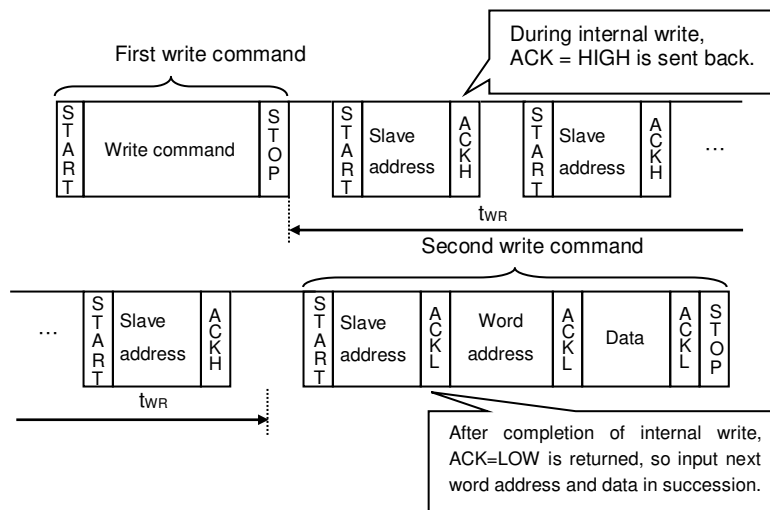 First write command
During internal write,
ACK = HIGH is sent back.
START
Write command
STOP
START
Slave
address
ACKH
START
Slave
address
ACKH
…
tWR
Second write command
…
START
Slave
address
ACKH
START
Slave
address
ACKL
Word
address
ACKL
Data
ACKL
STOP
tWR
After completion of internal write,
ACK=LOW is returned, so input next
word address and data in succession.